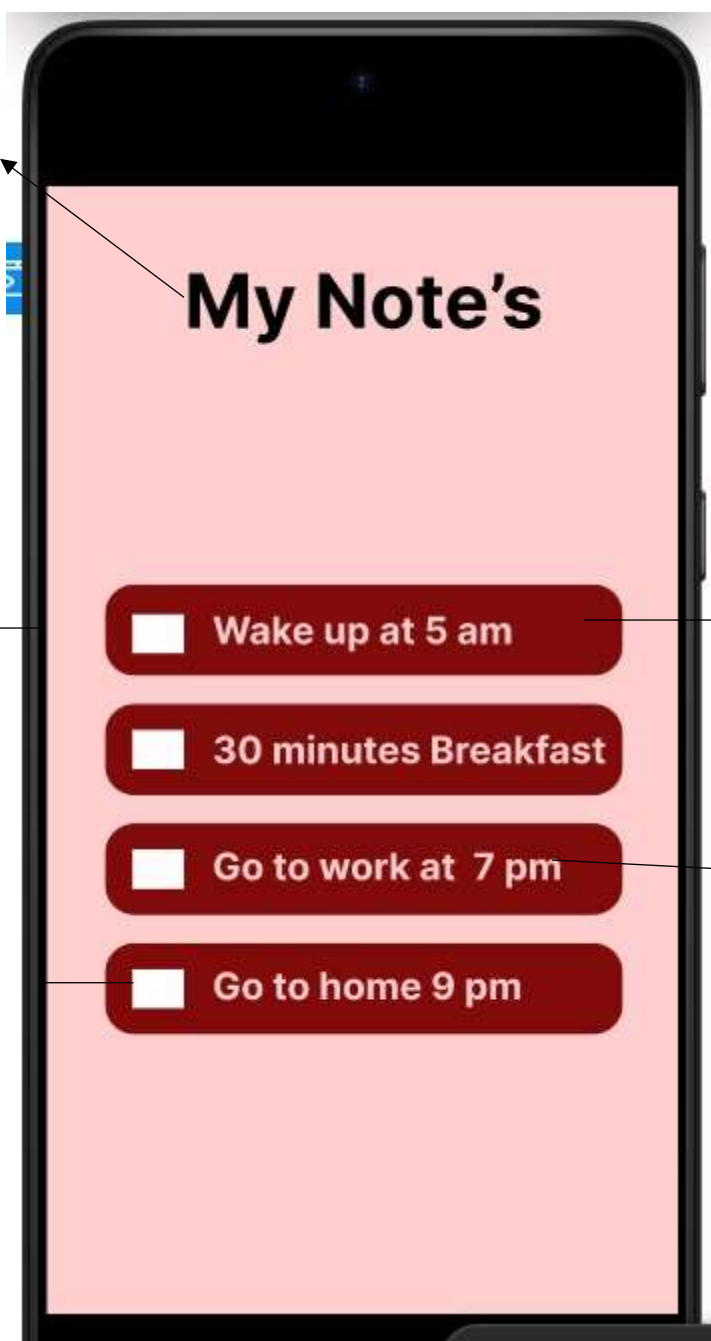 My Note’s
Wake up at 5 am
30 minutes Breakfast
Go to work at 7 pm
Go to home 9 pm